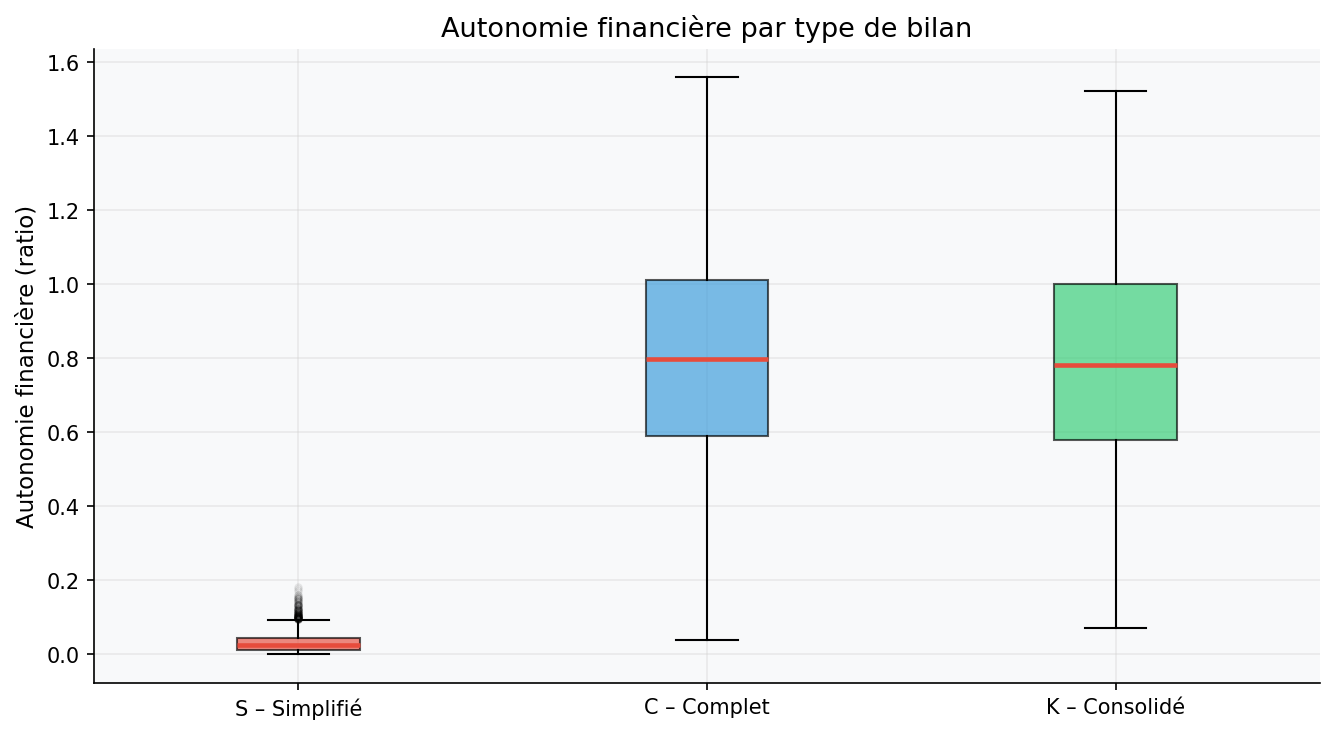 Autonomie financière par type de bilan
Autonomie financière (ratio)
1.6
1.4
1.2
1.0
0.8
0.6
0.4
0.2
0.0
S – Simplifié
C – Complet
K – Consolidé